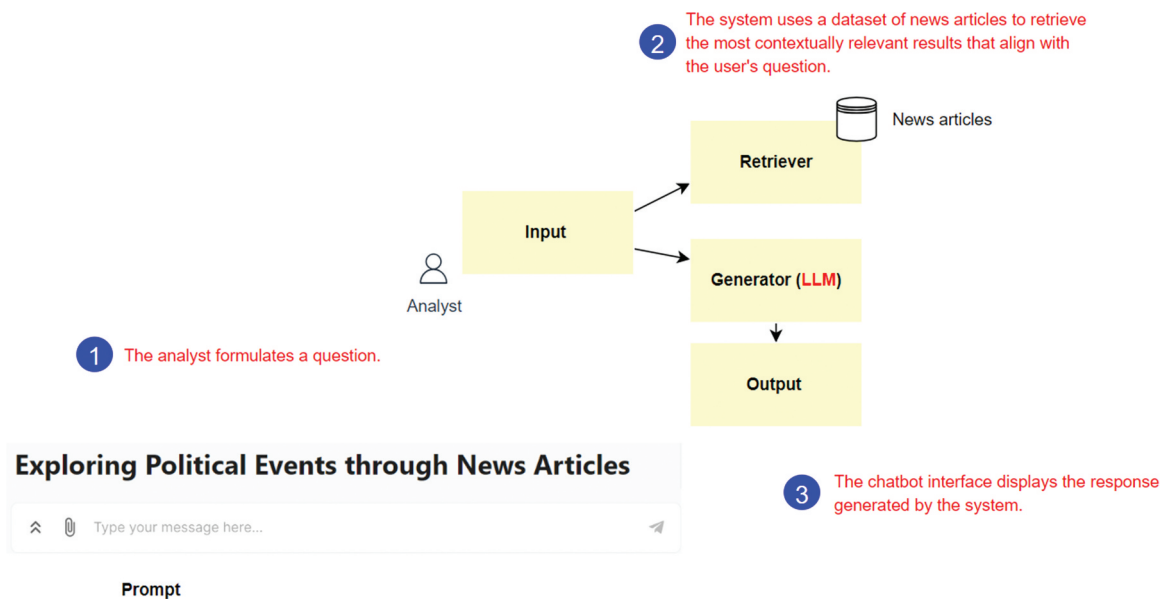 The system uses a dataset of news articles to retrieve
2
the most contextually relevant results that align with
the user's question.
News articles
Retriever
Input
Generator (LLM)
Analyst
1
The analyst formulates a question.
Output
Exploring Political Events through News Articles
3
The chatbot interface displays the response
generated by the system.
Type your message here...
Prompt